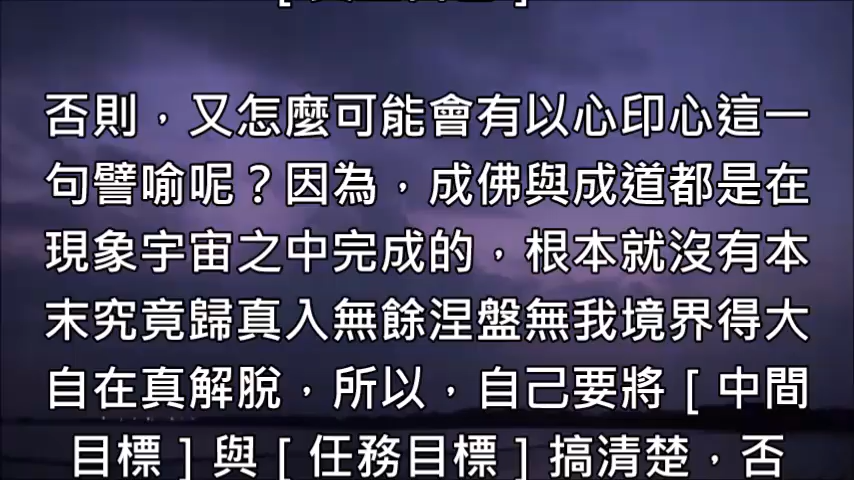 否則，又怎麼可能會有以心印心這一
句譬喻呢？因為，成佛與成道都是在
現象宇宙之中完成的，根本就沒有本
末究竟歸真入無餘涅盤無我境界得大
自在真解脫，所以，自己要將 [ 中間
目標 ] 與 [ 任務目標 ] 搞清楚，否